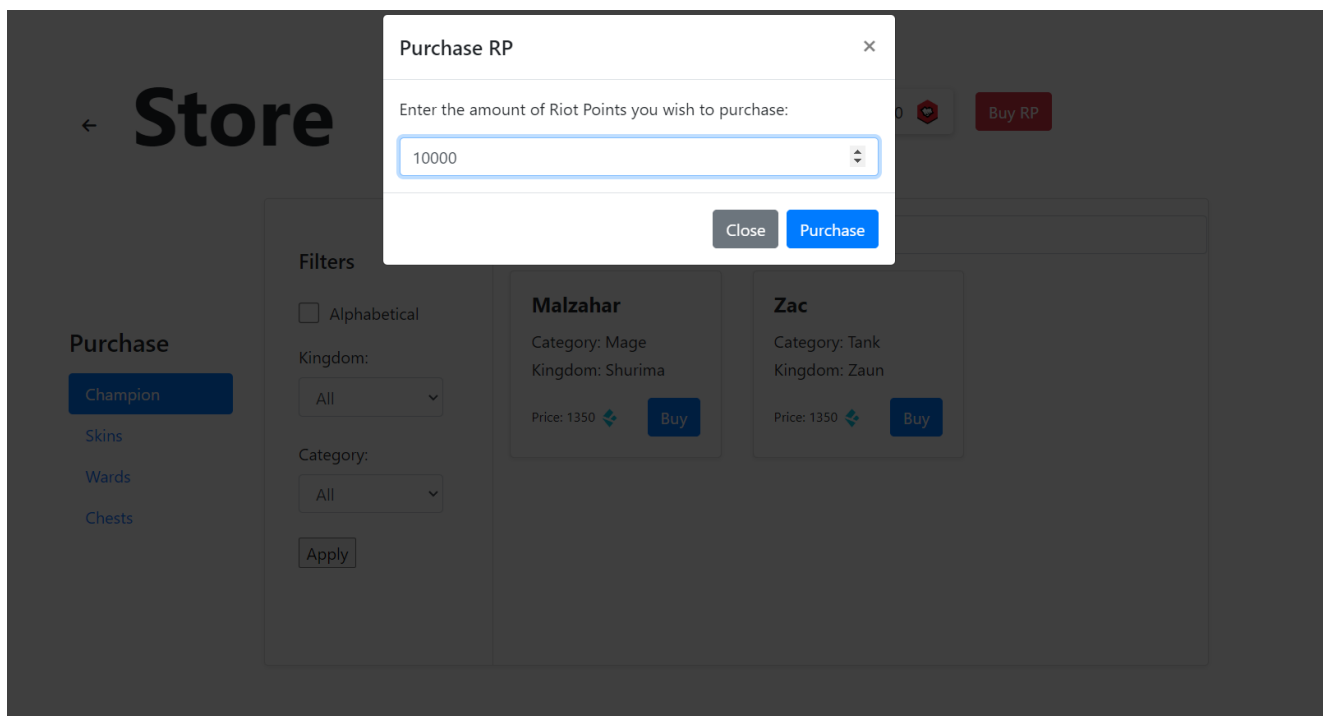 Purchase RP ×
Enter the amount of Riot Points you wish to purchase:
10000
Close Purchase
← Store
0
Buy RP
Purchase
Champion
Skins
Wards
Chests
Filters
Alphabetical
Kingdom:
All
Category:
All
Apply
Malzahar
Category: Mage
Kingdom: Shurima
Price: 1350
Buy
Zac
Category: Tank
Kingdom: Zaun
Price: 1350
Buy